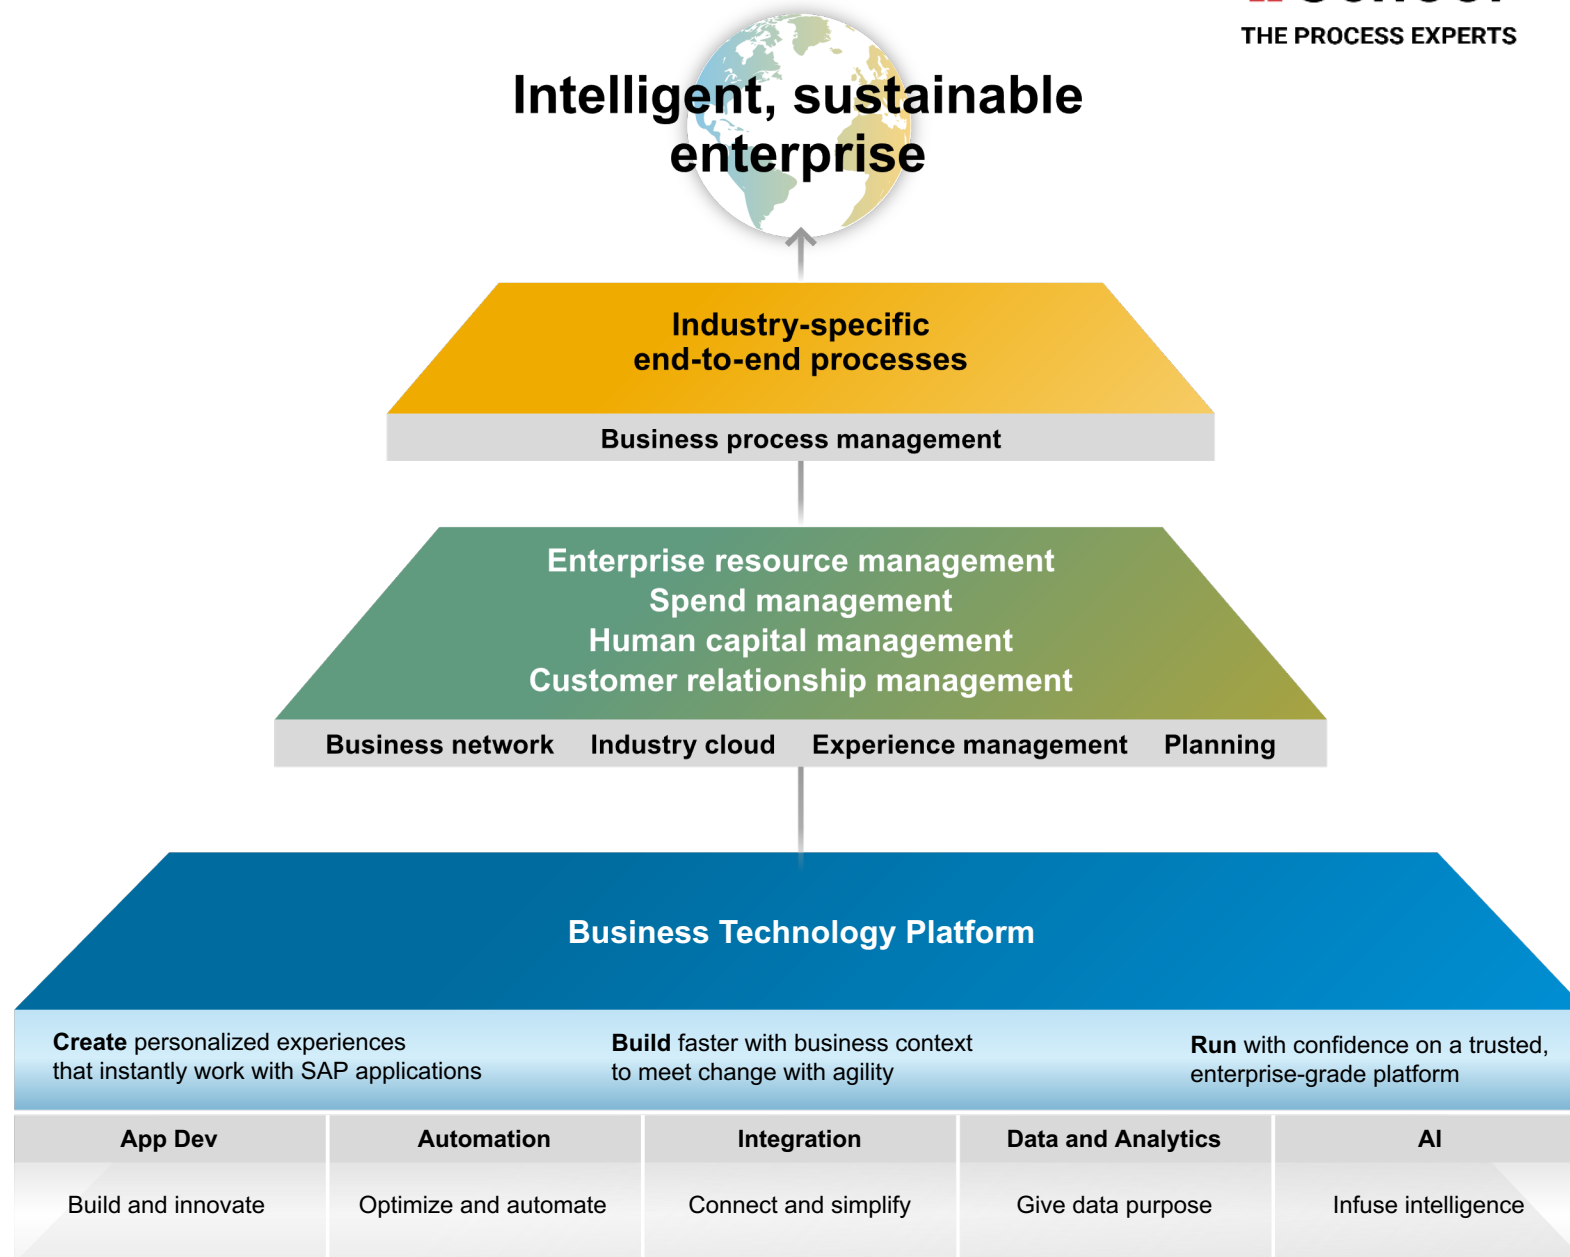 THE PROCESS EXPERTS
Intelligent, sustainable
enterprise
Industry-specific
end-to-end processes
Business process management
Enterprise resource management
Spend management
Human capital management
Customer relationship management
Business network Industry cloud Experience management Planning
Business Technology Platform
Create personalized experiences
that instantly work with SAP applications
Build faster with business context
to meet change with agility
Run with confidence on a trusted,
enterprise-grade platform
App Dev Automation Integration Data and Analytics AI
Build and innovate Optimize and automate Connect and simplify Give data purpose Infuse intelligence